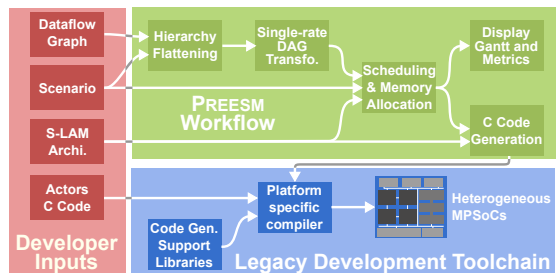 Dataflow
Graph
Hierarchy
Flattening
Single-rate
DAG
Transfo.
Display
Gantt and
Metrics
Scenario
Scheduling
& Memory
Allocation
PREESM
Workflow
S-LAM
Archi.
C Code
Generation
Actors
C Code
Platform
specific
compiler
Heterogeneous
MPSoCs
Code Gen.
Support
Libraries
Developer
Inputs
Legacy Development Toolchain